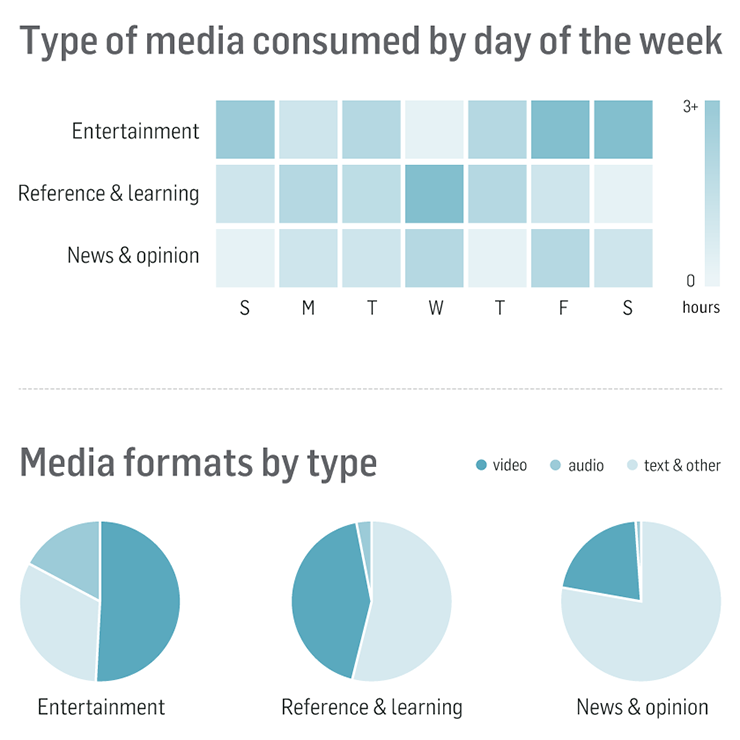 Type of media consumed by day of the week
Entertainment
Reference & learning
News & opinion
S M T W T F S
3+
0
hours
Media formats by type
video audio text & other
Entertainment Reference & learning News & opinion